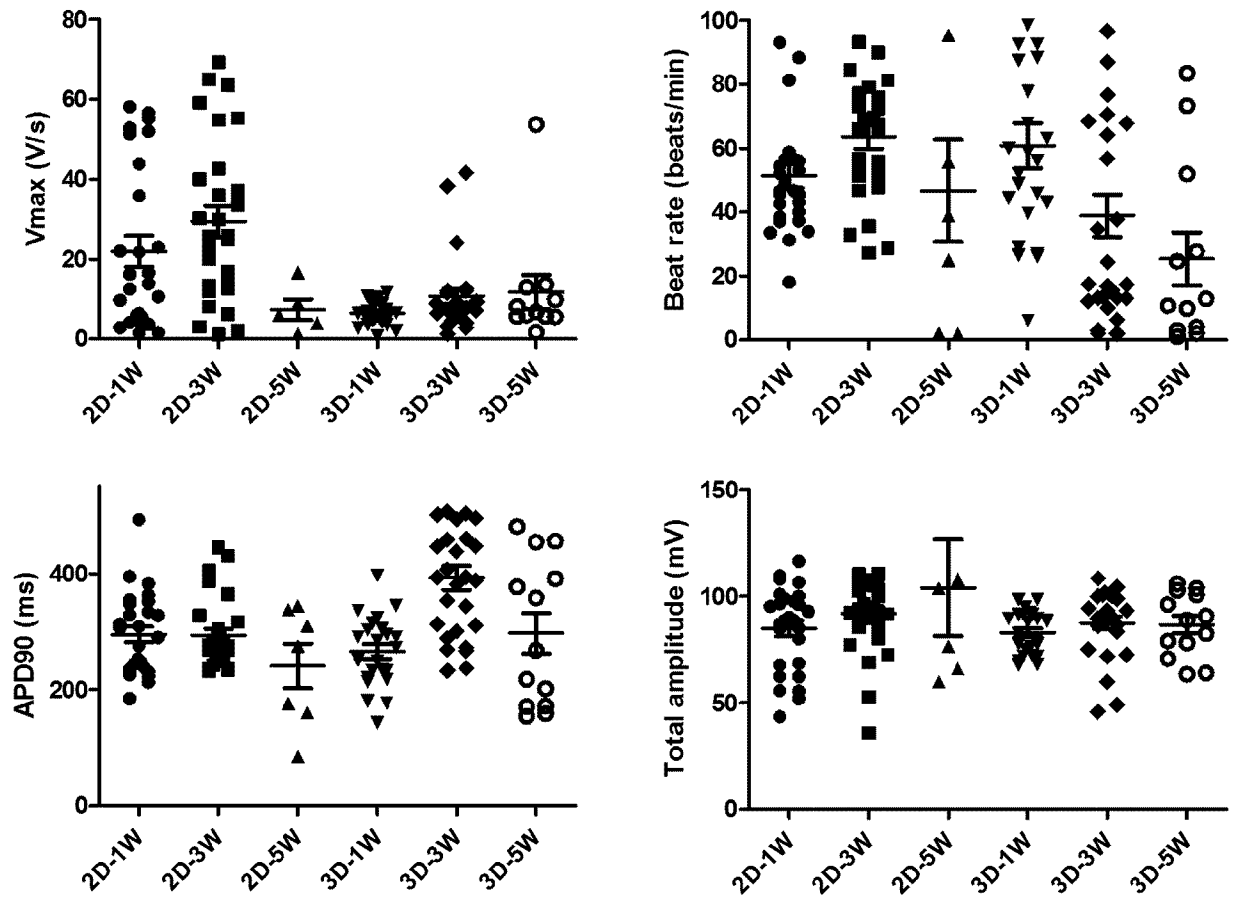 Vmax (V/s)
80
60
40
20
0
2D-1W
2D-3W
2D-5W
3D-1W
3D-3W
3D-5W
Beat rate (beats/min)
100
80
60
40
20
0
2D-1W
2D-3W
2D-5W
3D-1W
3D-3W
3D-5W
APD90 (ms)
400
200
0
2D-1W
2D-3W
2D-5W
3D-1W
3D-3W
3D-5W
Total amplitude (mV)
150
100
50
0
2D-1W
2D-3W
2D-5W
3D-1W
3D-3W
3D-5W